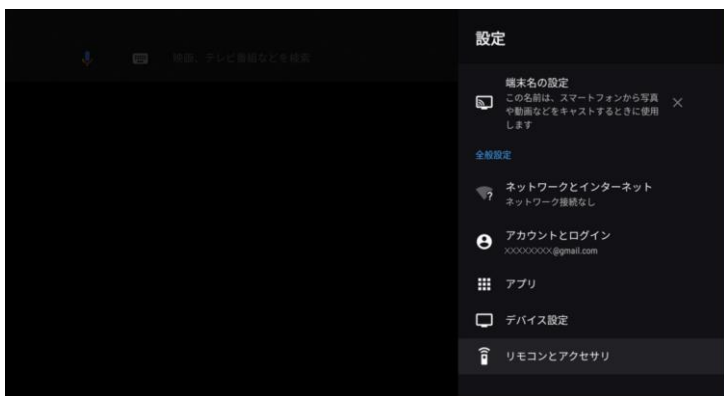 設定
映画、テレビ番組などを検索
端末名の設定
この名前は、スマートフォンから写真
や動画などをキャストするときに使用
します
全般設定
ネットワークとインターネット
ネットワーク接続なし
アカウントとログイン
XXXXXXXX@gmail.com
アプリ
デバイス設定
リモコンとアクセサリ